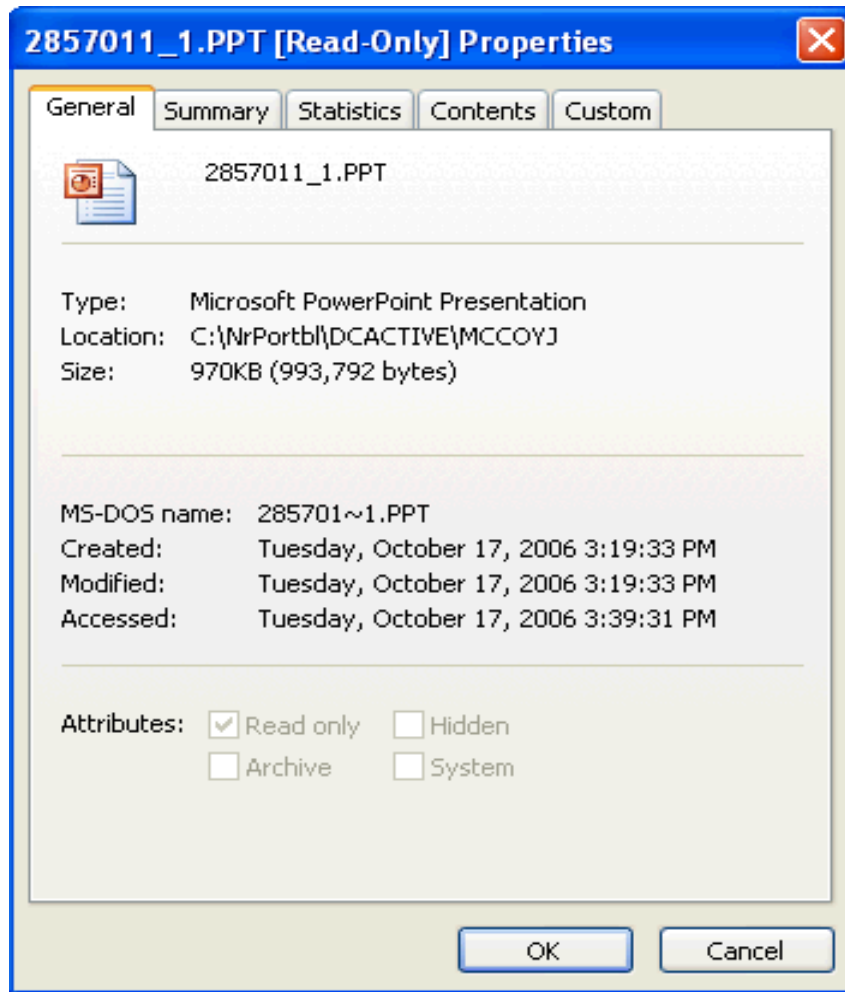 2857011_1.PPT [Read-Only] Properties
General Summary Statistics Contents Custom
2857011_1.PPT
Type: Microsoft PowerPoint Presentation
Location: C:\NrPortbl\DCACTIVE\MCCOYJ
Size: 970KB (993,792 bytes)
MS-DOS name: 285701~1.PPT
Created: Tuesday, October 17, 2006 3:19:33 PM
Modified: Tuesday, October 17, 2006 3:19:33 PM
Accessed: Tuesday, October 17, 2006 3:39:31 PM
Attributes: Read only Hidden
Archive System
OK Cancel